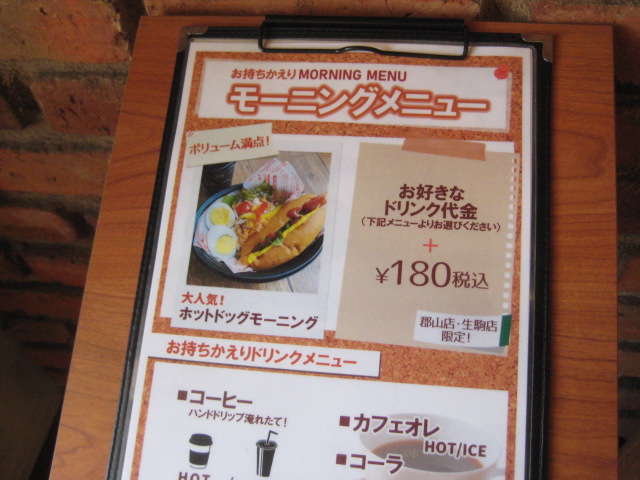 お持ちかえり MORNING MENU
モーニングメニュー
ボリューム満点！
お好きな
ドリンク代金
（下記メニューよりお選びください）
+
¥180税込
郡山店・生駒店
限定！
大人気！
ホットドッグモーニング
お持ちかえりドリンクメニュー
■コーヒー
ハンドドリップ淹れたて！
HOT
■カフェオレ
HOT/ICE
■コーラ